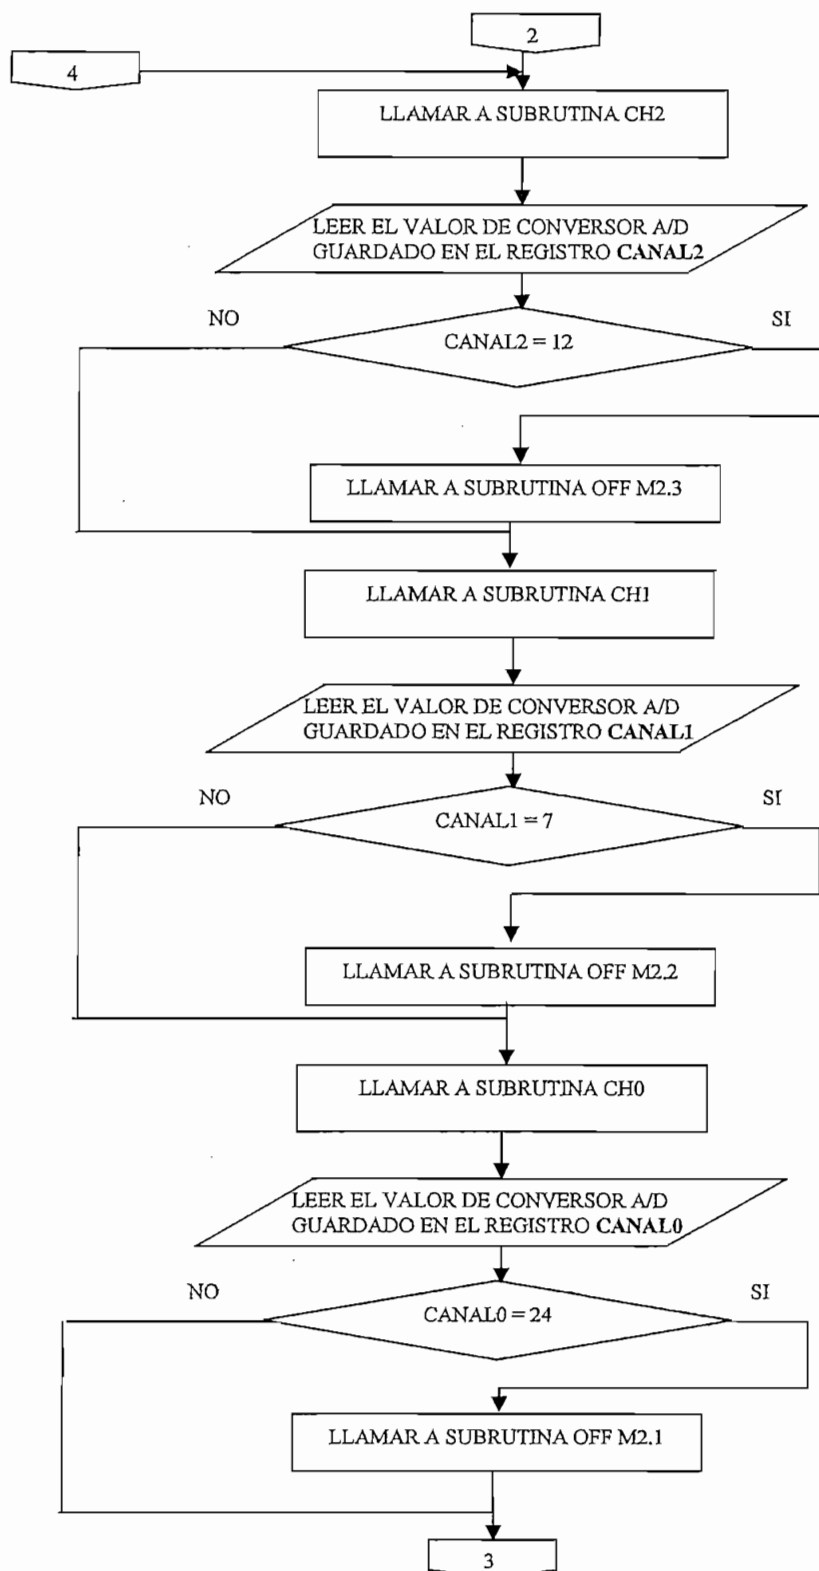 2
4
LLAMAR A SUBRUTINA CH2
LEER EL VALOR DE CONVERSOR A/D
GUARDADO EN EL REGISTRO CANAL2
NO
SI
CANAL2 = 12
LLAMAR A SUBRUTINA OFF M2.3
LLAMAR A SUBRUTINA CH1
LEER EL VALOR DE CONVERSOR A/D
GUARDADO EN EL REGISTRO CANAL1
NO
SI
CANAL1 = 7
LLAMAR A SUBRUTINA OFF M2.2
LLAMAR A SUBRUTINA CH0
LEER EL VALOR DE CONVERSOR A/D
GUARDADO EN EL REGISTRO CANAL0
NO
SI
CANAL0 = 24
LLAMAR A SUBRUTINA OFF M2.1
3